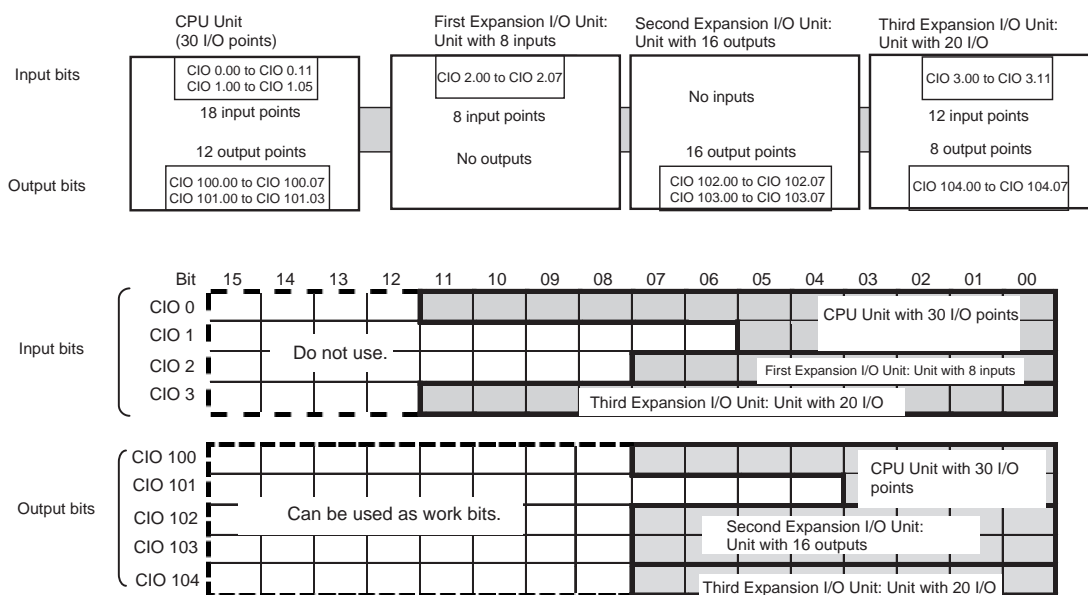 CPU Unit
(30 I/O points)
First Expansion I/O Unit:
Unit with 8 inputs
Second Expansion I/O Unit:
Unit with 16 outputs
Third Expansion I/O Unit:
Unit with 20 I/O
Input bits
CIO 0.00 to CIO 0.11
CIO 1.00 to CIO 1.05
CIO 2.00 to CIO 2.07
No inputs
CIO 3.00 to CIO 3.11
18 input points
8 input points
12 input points
12 output points
No outputs
16 output points
8 output points
Output bits
CIO 100.00 to CIO 100.07
CIO 101.00 to CIO 101.03
CIO 102.00 to CIO 102.07
CIO 103.00 to CIO 103.07
CIO 104.00 to CIO 104.07
Bit 15 14 13 12 11 10 09 08 07 06 05 04 03 02 01 00
Input bits
CIO 0
CIO 1
CIO 2
CIO 3
Do not use.
CPU Unit with 30 I/O points
First Expansion I/O Unit: Unit with 8 inputs
Third Expansion I/O Unit: Unit with 20 I/O
Output bits
CIO 100
CIO 101
CIO 102
CIO 103
CIO 104
Can be used as work bits.
CPU Unit with 30 I/O
points
Second Expansion I/O Unit:
Unit with 16 outputs
Third Expansion I/O Unit: Unit with 20 I/O